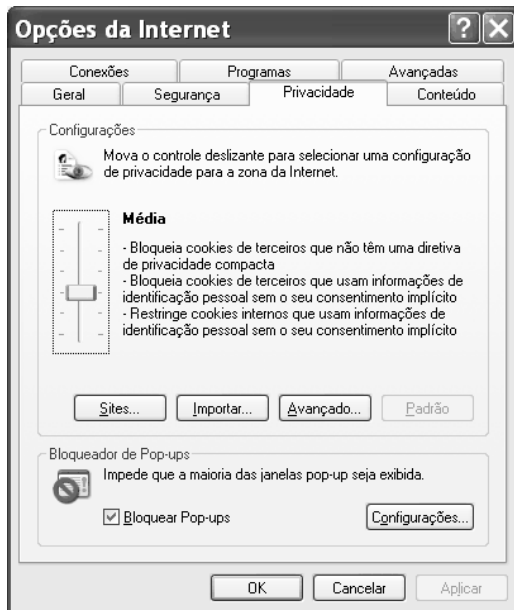 Opções da Internet
Conexões Programas Avançadas
Geral Segurança Privacidade Conteúdo
Configurações
Mova o controle deslizante para selecionar uma configuração
de privacidade para a zona da Internet.
Média
- Bloqueia cookies de terceiros que não têm uma diretiva
de privacidade compacta
- Bloqueia cookies de terceiros que usam informações de
identificação pessoal sem o seu consentimento implícito
- Restringe cookies internos que usam informações de
identificação pessoal sem o seu consentimento implícito
Sites... Importar... Avançado... Padrão
Bloqueador de Pop-ups
Impede que a maioria das janelas pop-up seja exibida.
Bloquear Pop-ups Configurações...
OK Cancelar Aplicar